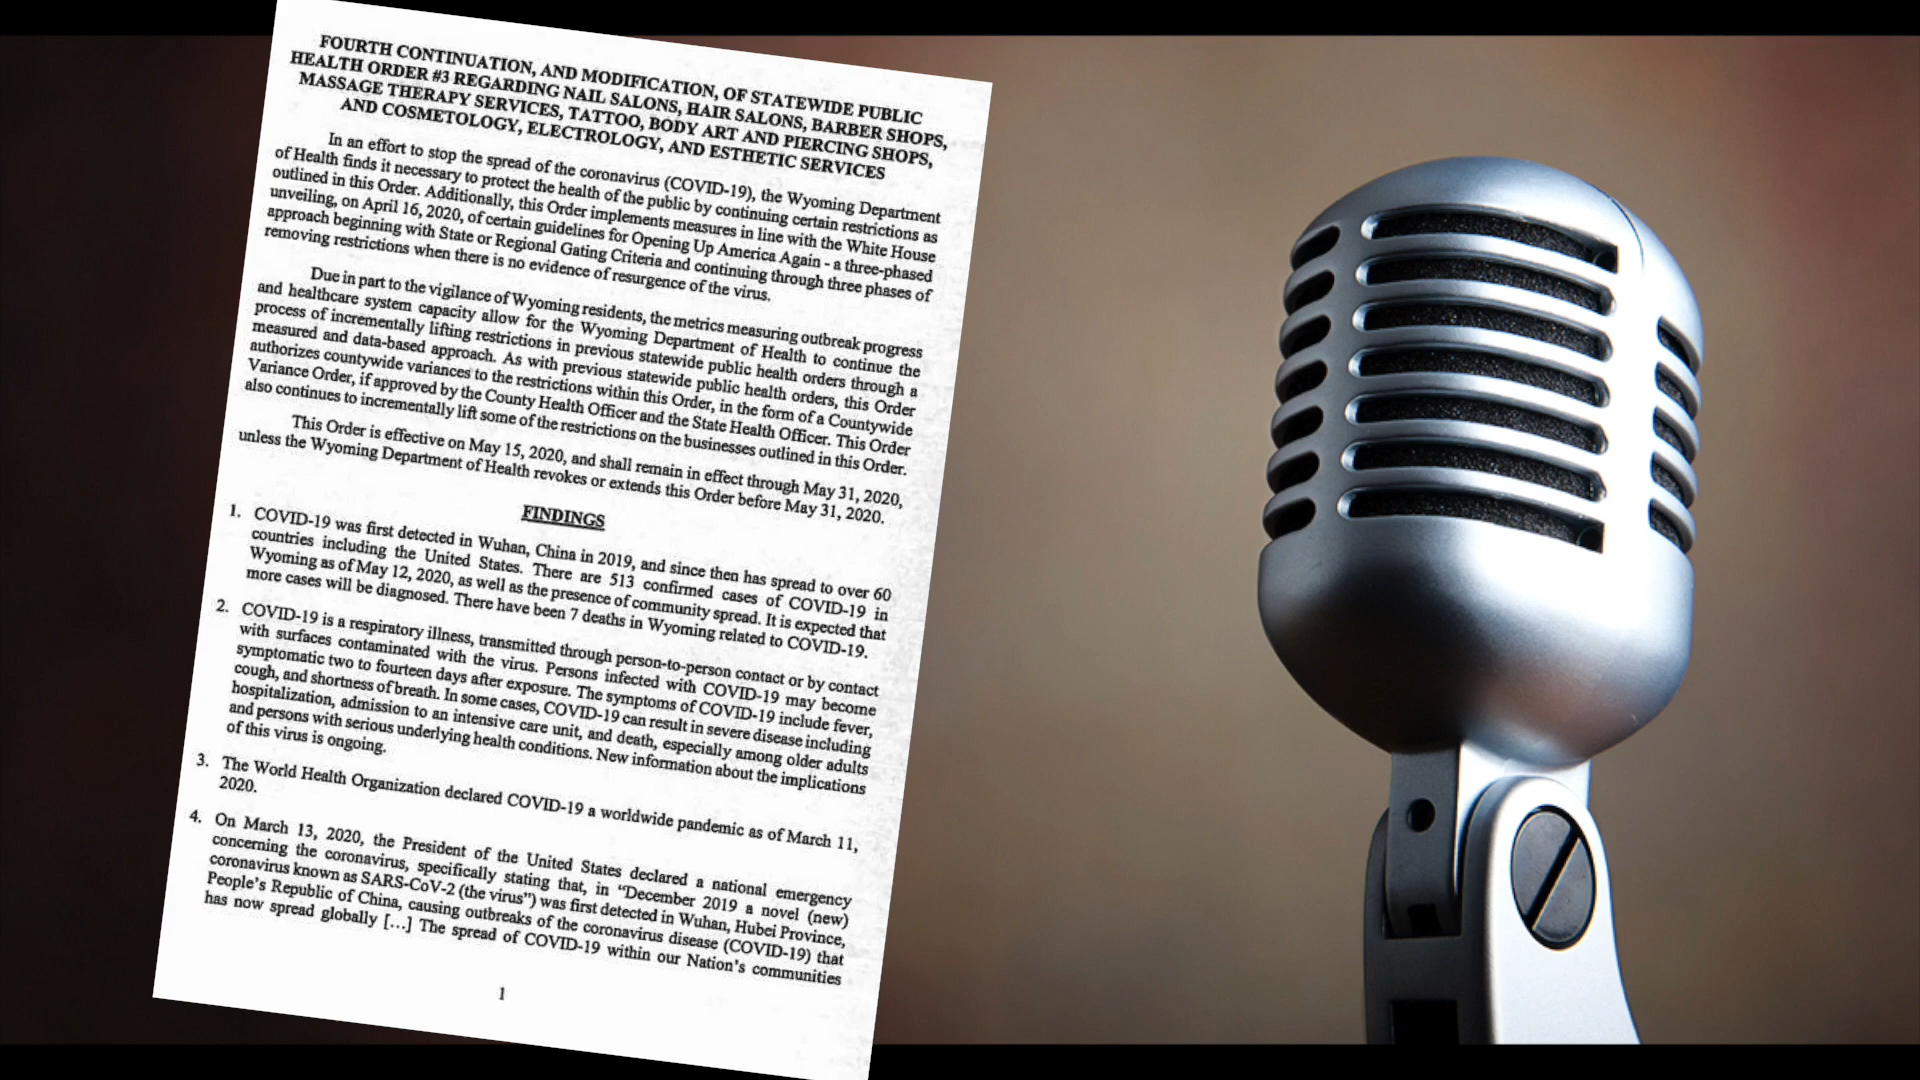 FOURTH CONTINUATION, AND MODIFICATION, OF STATEWIDE PUBLIC
HEALTH ORDER #3 REGARDING NAIL SALONS, HAIR SALONS, BARBER SHOPS,
MASSAGE THERAPY SERVICES, TATTOO, BODY ART AND PIERCING SHOPS,
AND COSMETOLOGY, ELECTROLOGY, AND ESTHETIC SERVICES
In an effort to stop the spread of the coronavirus (COVID-19), the Wyoming Department
of Health finds it necessary to protect the health of the public by continuing certain restrictions as
outlined in this Order. Additionally, this Order implements measures in line with the White House
unveiling, on April 16, 2020, of certain guidelines for Opening Up America Again - a three-phased
approach beginning with State or Regional Gating Criteria and continuing through three phases of
removing restrictions when there is no evidence of resurgence of the virus.
Due in part to the vigilance of Wyoming residents, the metrics measuring outbreak progress
and healthcare system capacity allow for the Wyoming Department of Health to continue the
process of incrementally lifting restrictions in previous statewide public health orders through a
measured and data-based approach. As with previous statewide public health orders, this Order
authorizes countywide variances to the restrictions within this Order, in the form of a Countywide
Variance Order, if approved by the County Health Officer and the State Health Officer. This Order
also continues to incrementally lift some of the restrictions on the businesses outlined in this Order.
This Order is effective on May 15, 2020, and shall remain in effect through May 31, 2020,
unless the Wyoming Department of Health revokes or extends this Order before May 31, 2020.
FINDINGS
1. COVID-19 was first detected in Wuhan, China in 2019, and since then has spread to over 60
countries including the United States. There are 513 confirmed cases of COVID-19 in
Wyoming as of May 12, 2020, as well as the presence of community spread. It is expected that
more cases will be diagnosed. There have been 7 deaths in Wyoming related to COVID-19.
2. COVID-19 is a respiratory illness, transmitted through person-to-person contact or by contact
with surfaces contaminated with the virus. Persons infected with COVID-19 may become
symptomatic two to fourteen days after exposure. The symptoms of COVID-19 include fever,
cough, and shortness of breath. In some cases, COVID-19 can result in severe disease including
hospitalization, admission to an intensive care unit, and death, especially among older adults
and persons with serious underlying health conditions. New information about the implications
of this virus is ongoing.
3. The World Health Organization declared COVID-19 a worldwide pandemic as of March 11,
2020.
4. On March 13, 2020, the President of the United States declared a national emergency
concerning the coronavirus, specifically stating that, in “December 2019 a novel (new)
coronavirus known as SARS-CoV-2 (the virus”) was first detected in Wuhan, Hubei Province,
People’s Republic of China, causing outbreaks of the coronavirus disease (COVID-19) that
has now spread globally […] The spread of COVID-19 within our Nation’s communities
1